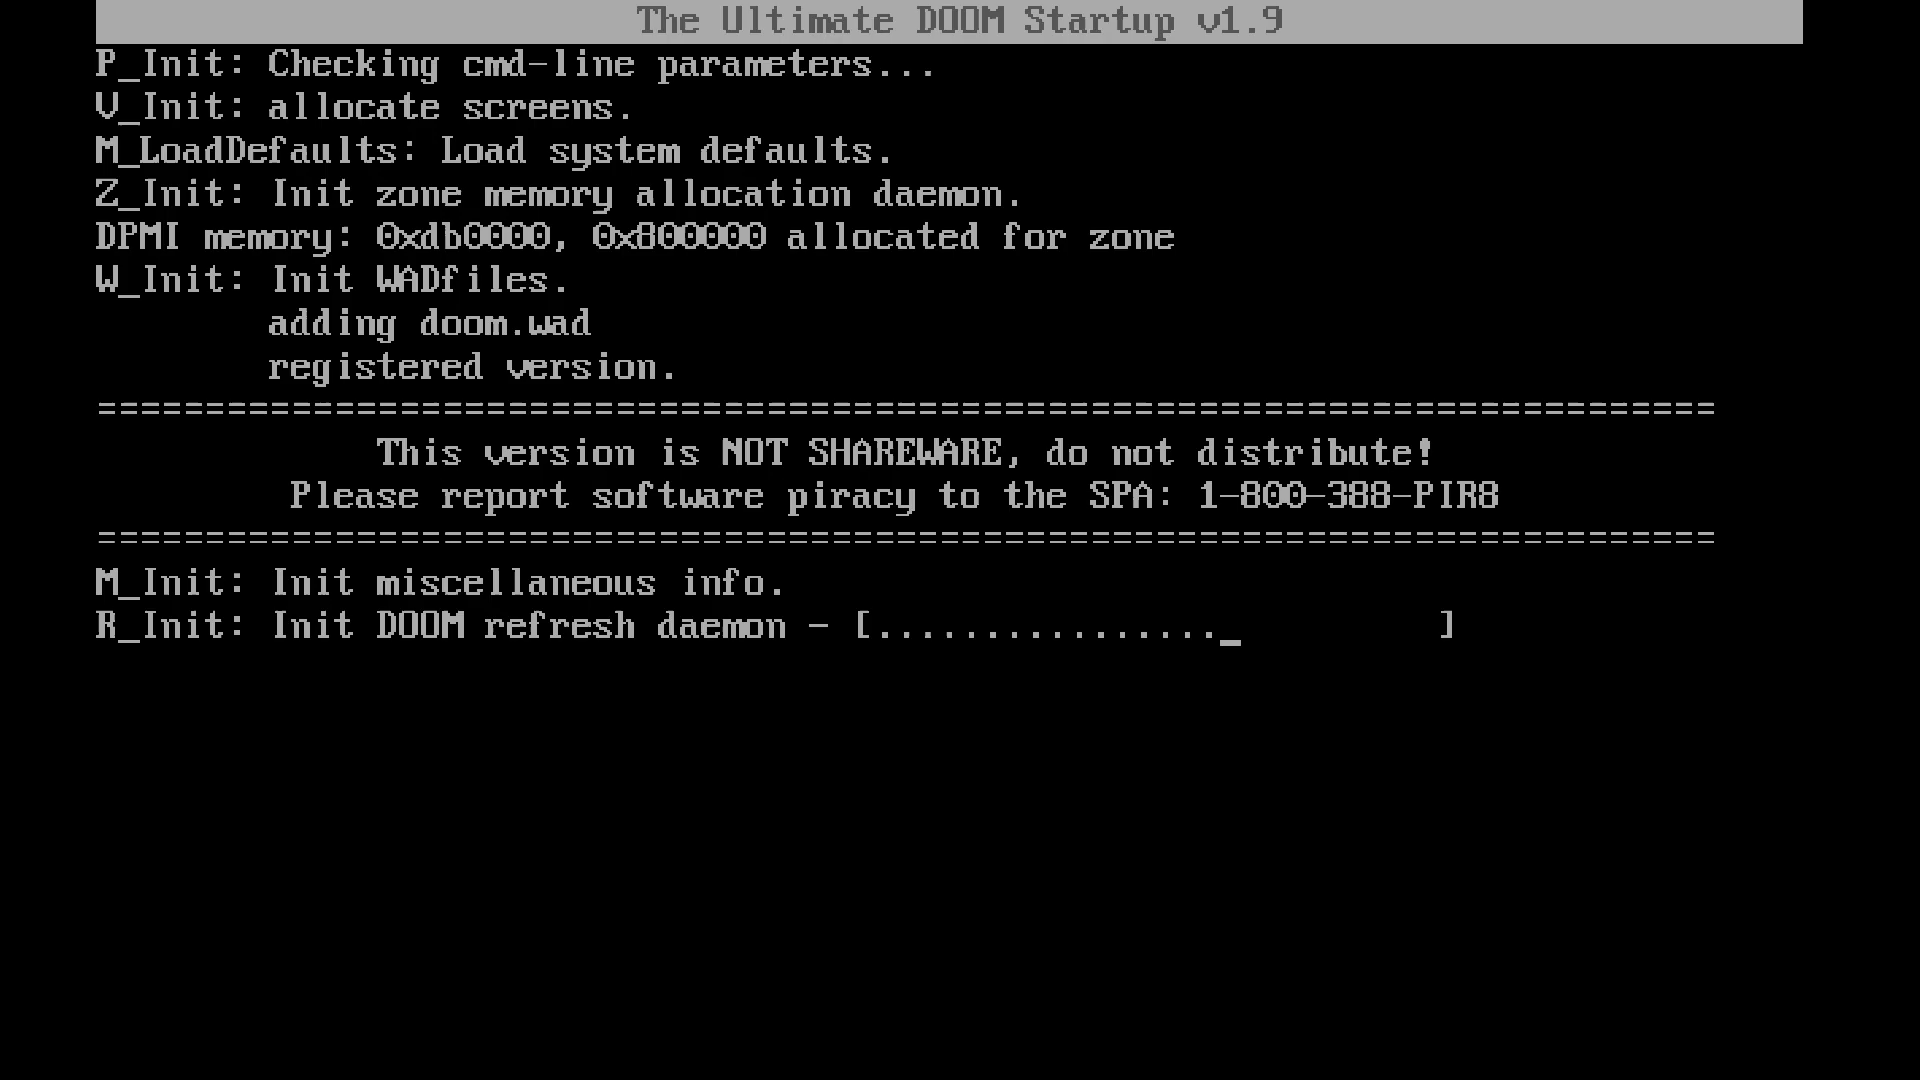 The Ultimate DOOM Startup v1.9
P_Init: Checking cmd-line parameters...
V_Init: allocate screens.
M_LoadDefaults: Load system defaults.
Z_Init: Init zone memory allocation daemon.
DPMI memory: 0xdb0000, 0x800000 allocated for zone
W_Init: Init WADfiles.
adding doom.wad
registered version.
===========================================================================
This version is NOT SHAREWARE, do not distribute!
Please report software piracy to the SPA: 1-800-388-PIR8
===========================================================================
M_Init: Init miscellaneous info.
R_Init: Init DOOM refresh daemon - [................_         ]